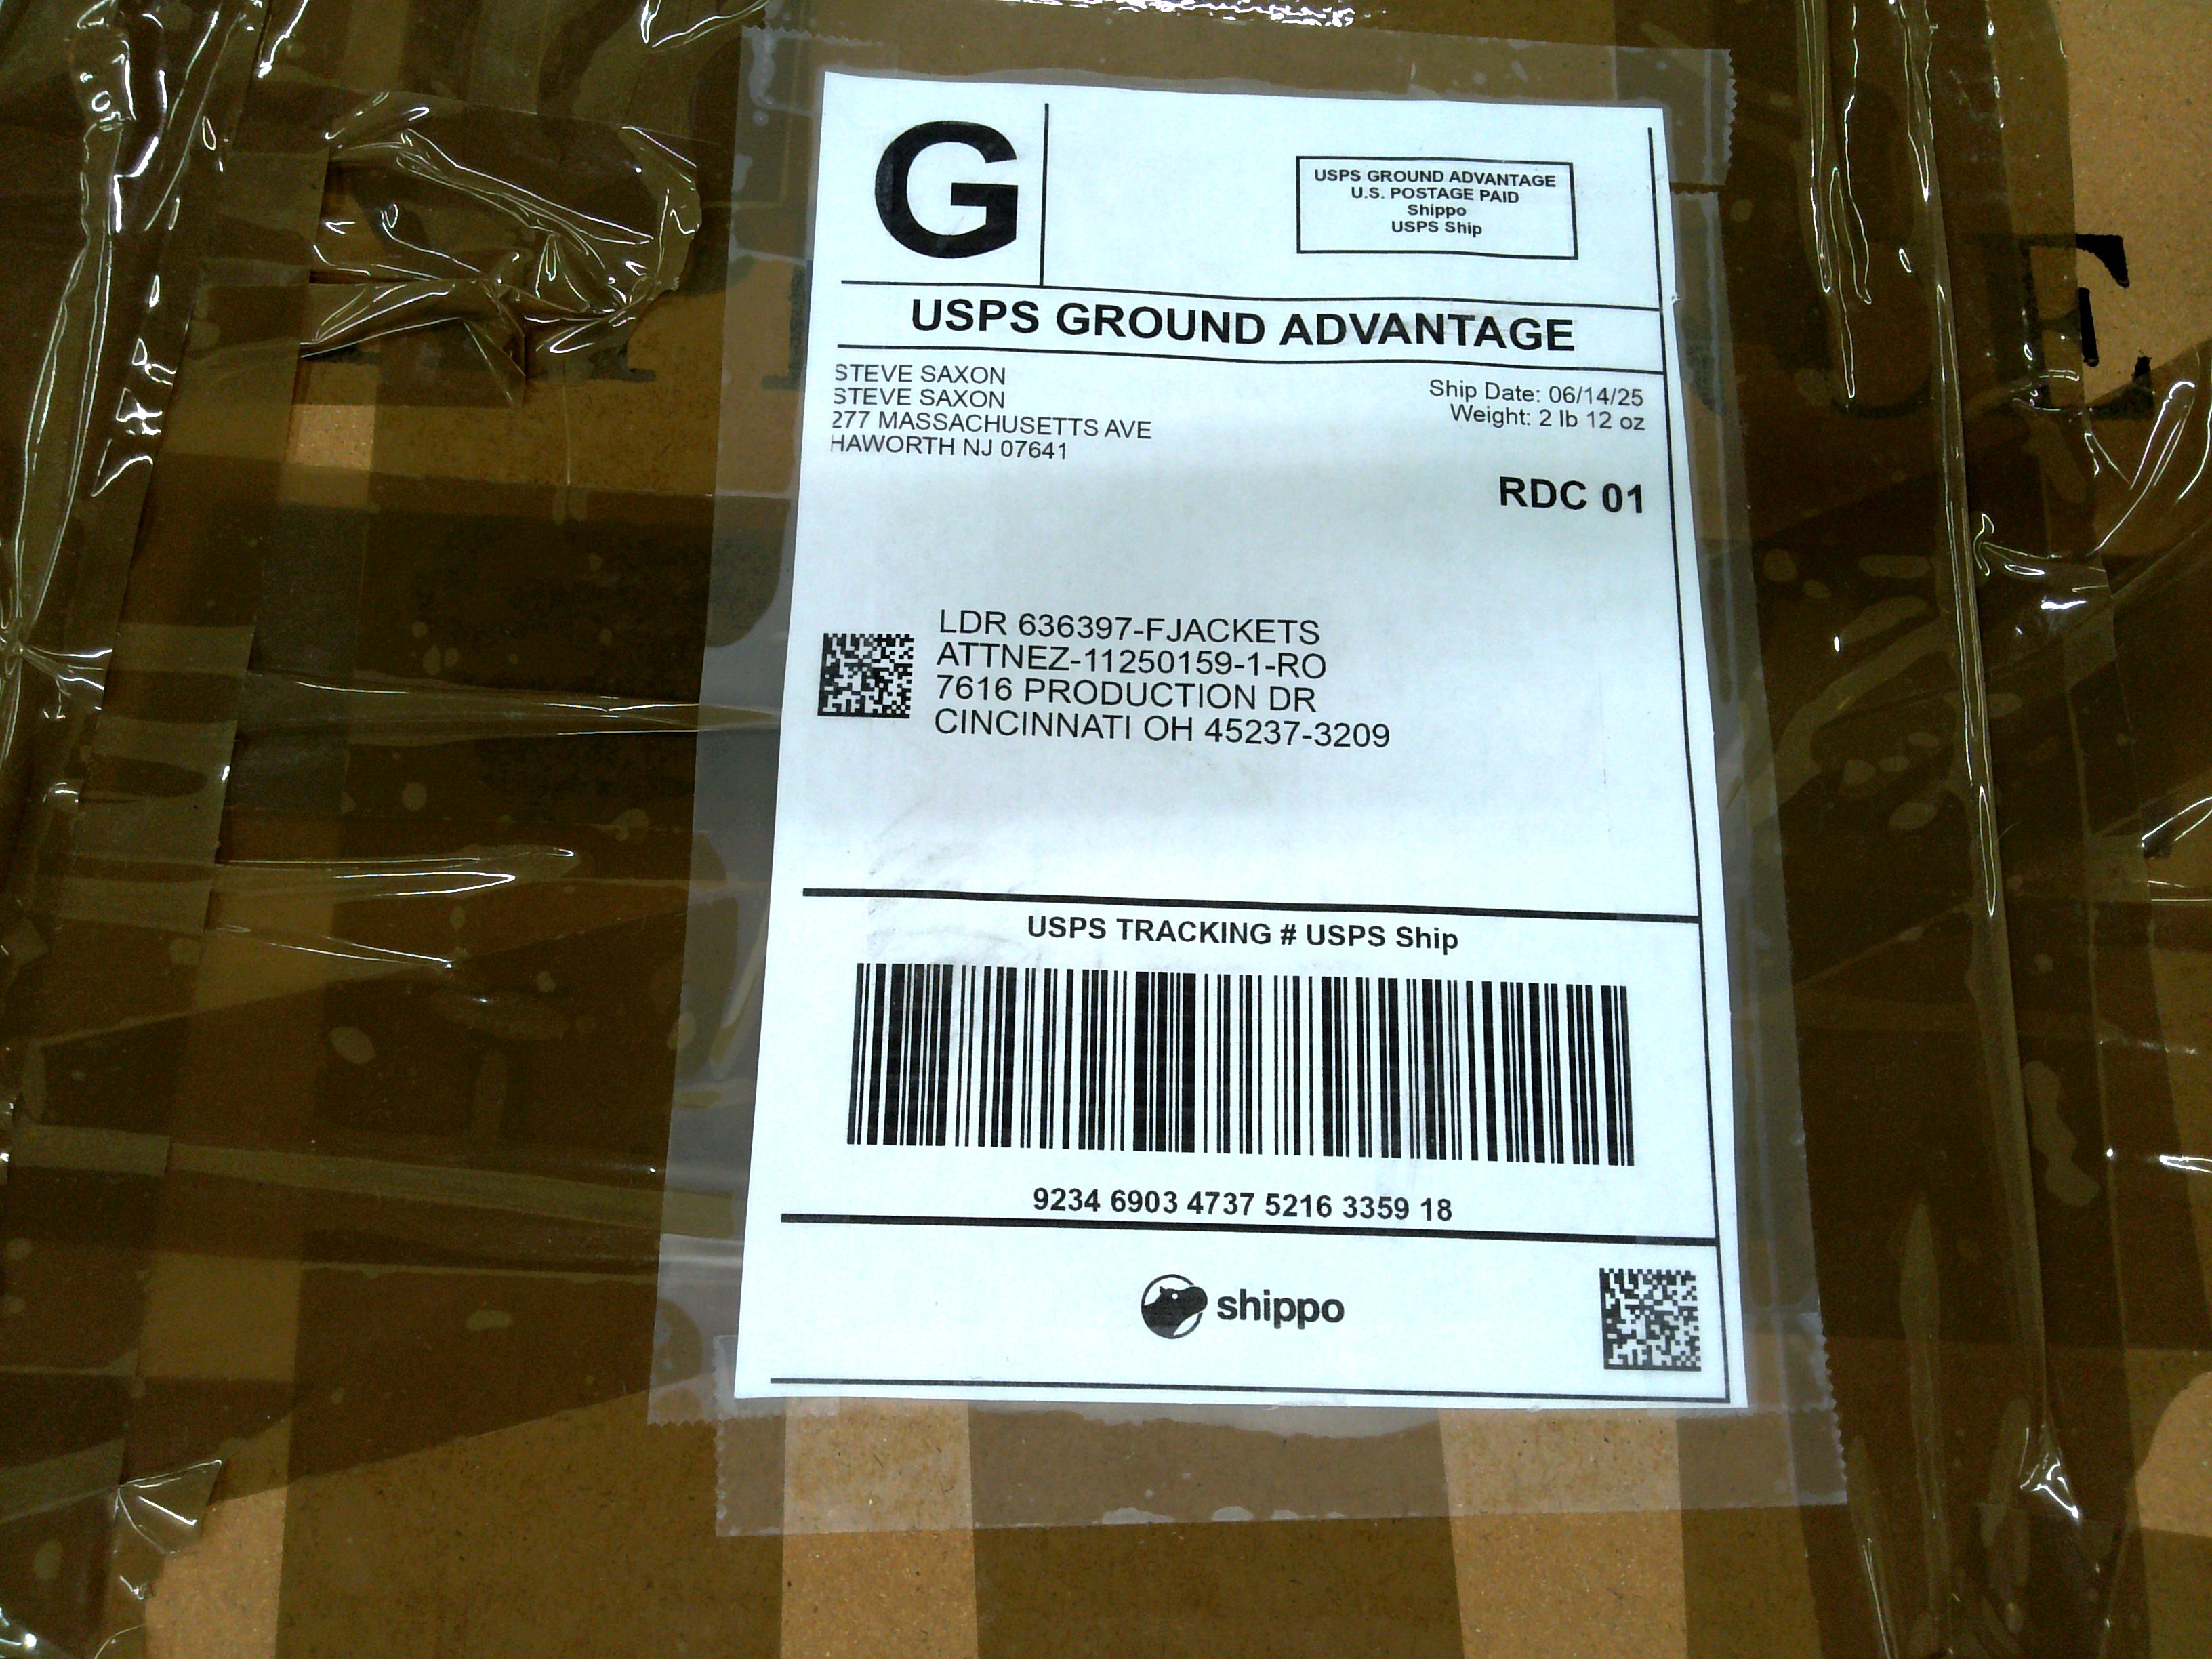 G
USPS GROUND ADVANTAGE
U.S. POSTAGE PAID
Shippo
USPS Ship
USPS GROUND ADVANTAGE
STEVE SAXON
STEVE SAXON
277 MASSACHUSETTS AVE
HAWORTH NJ 07641
Ship Date: 06/14/25
Weight: 2 lb 12 oz
RDC 01
LDR 636397-FJACKETS
ATTNEZ-11250159-1-RO
7616 PRODUCTION DR
CINCINNATI OH 45237-3209
USPS TRACKING # USPS Ship
9234 6903 4737 5216 3359 18
shippo